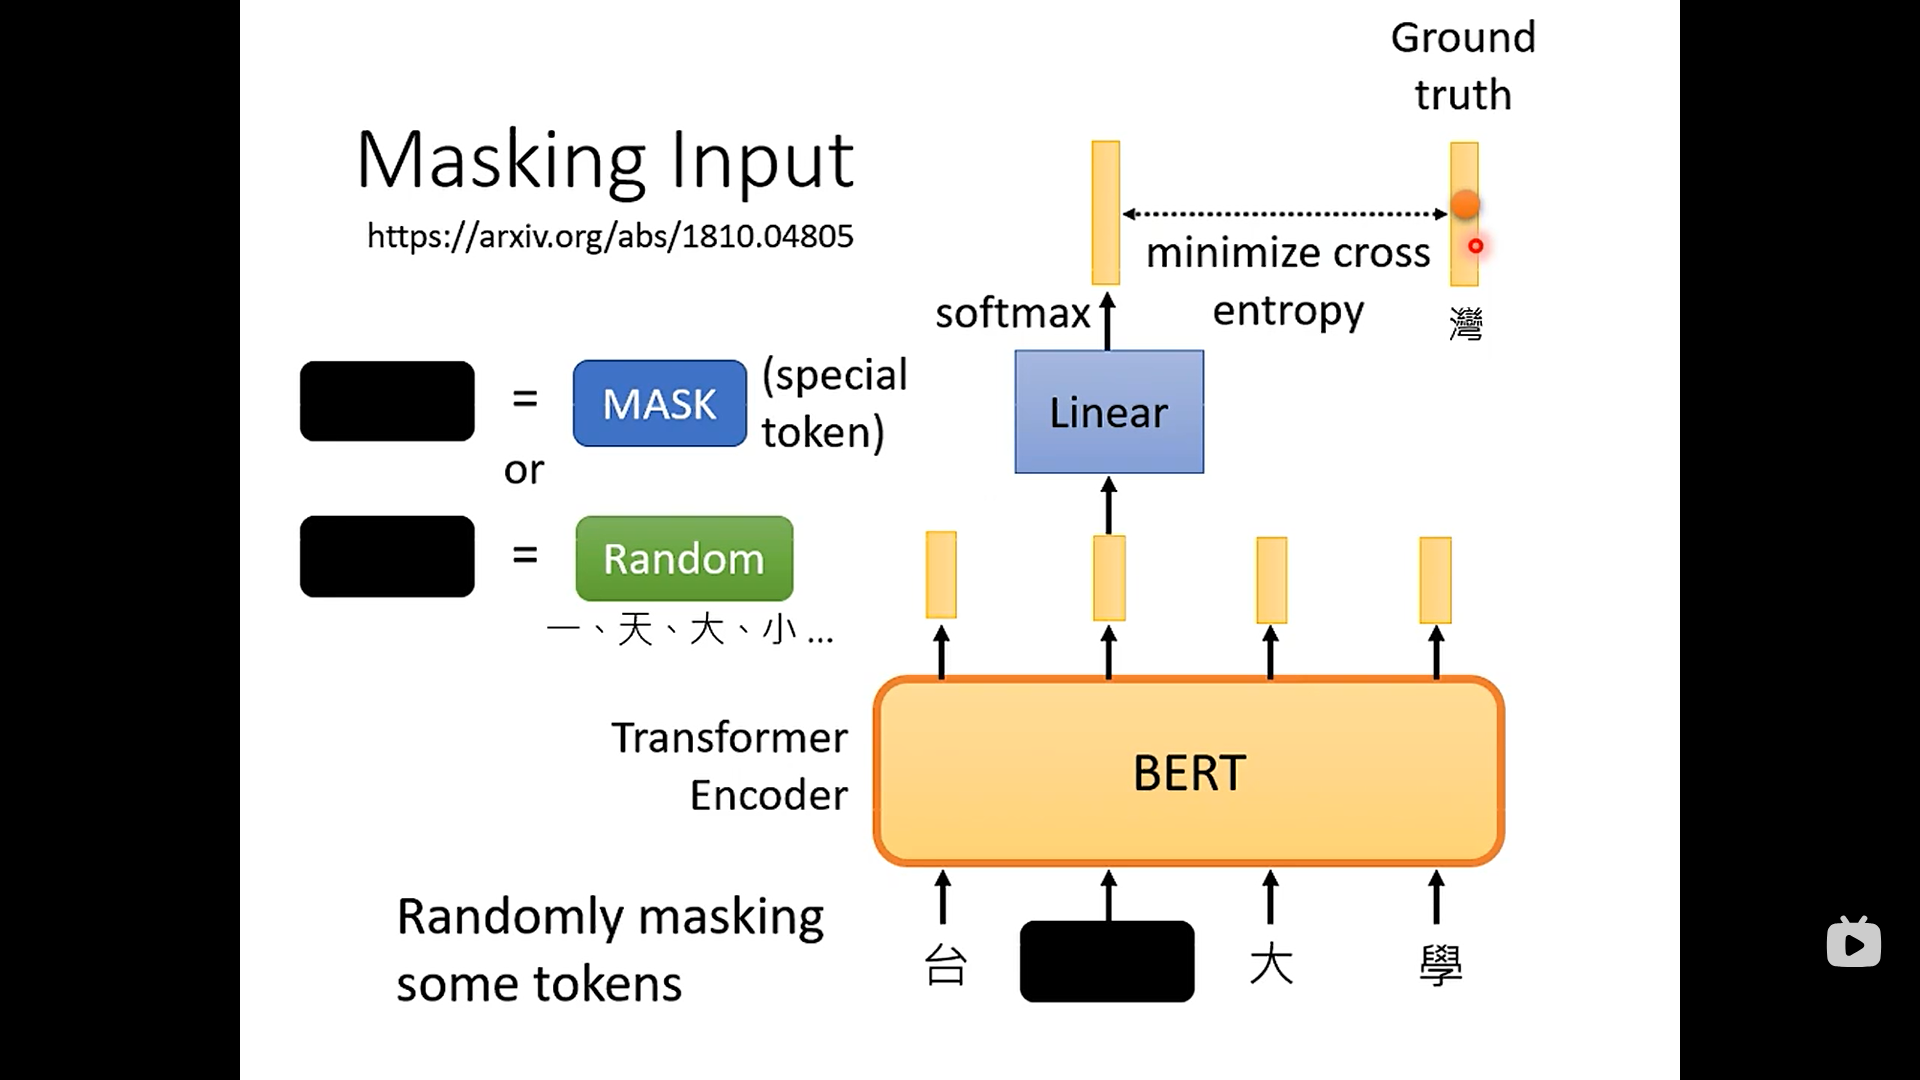 Ground
truth
Masking Input
https://arxiv.org/abs/1810.04805
minimize cross
entropy
softmax
灣
= MASK (special
token)
or
Linear
= Random
一、天、大、小 ...
Transformer
Encoder
BERT
Randomly masking
some tokens
台 大 學